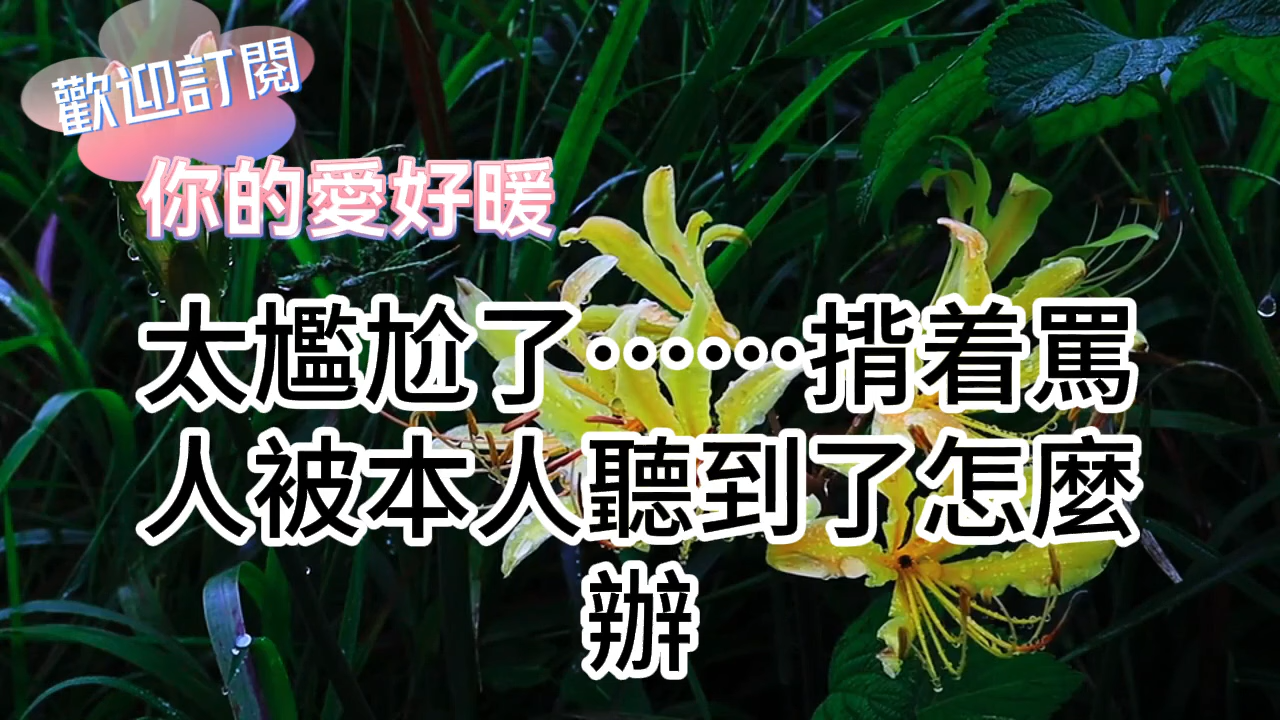 歡迎訂閱
你的愛好暖
太尷尬了……揹着罵
人被本人聽到了怎麼
辦